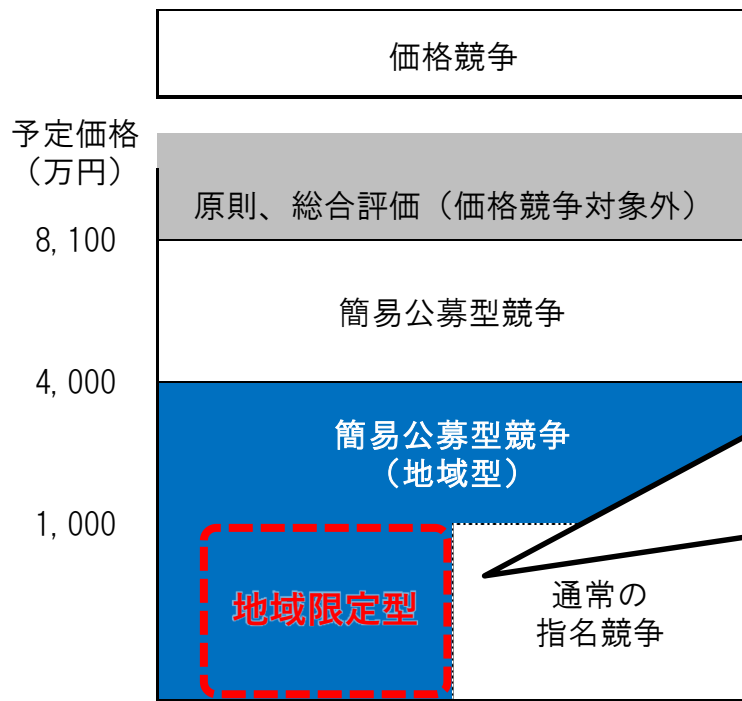 価格競争
予定価格
（万円）
原則、総合評価（価格競争対象外）
8,100
簡易公募型競争
4,000
簡易公募型競争
（地域型）
1,000
地域限定型
通常の
指名競争